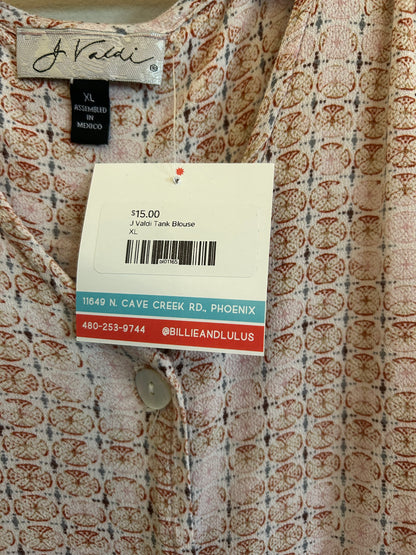 J. Valdi
XL
ASSEMBLED
IN
MEXICO
$15.00
J Valdi Tank Blouse
XL
11649 N. CAVE CREEK RD., PHOENIX
480-253-9744 @BILLIEANDLULUS